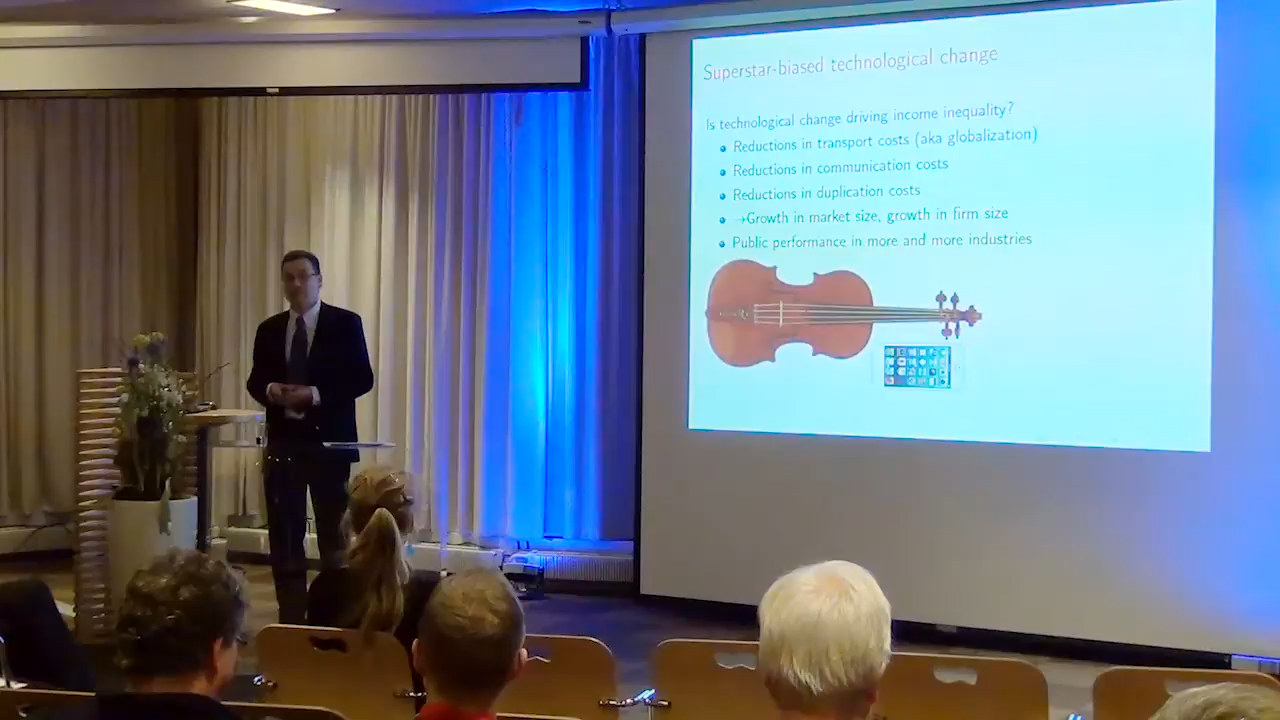 Superstar-biased technological change
Is technological change driving income inequality?
Reductions in transport costs (aka globalization)
Reductions in communication costs
Reductions in duplication costs
→Growth in market size, growth in firm size
Public performance in more and more industries